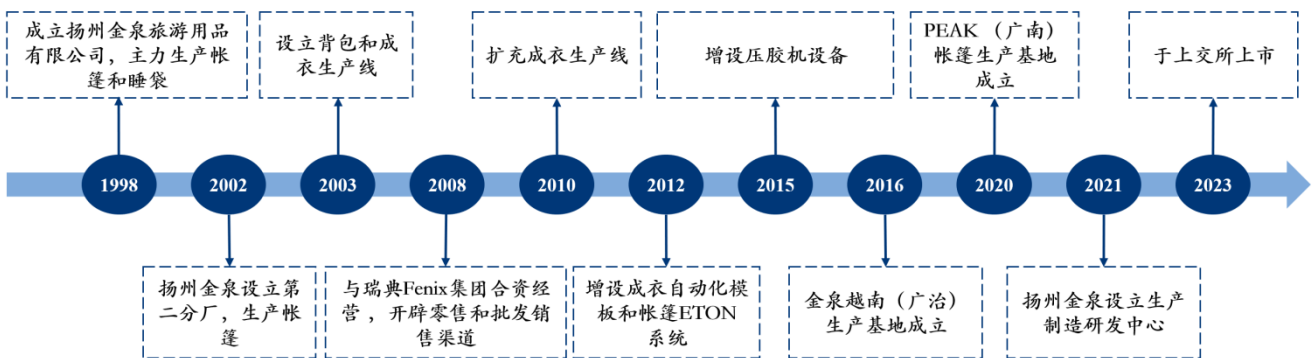 成立扬州金泉旅游用品
有限公司，主力生产帐
篷和睡袋
设立背包和成
衣生产线
扩充成衣生产线
增设压胶机设备
PEAK （广南）
帐篷生产基地
成立
于上交所上市
1998
2002
2003
2008
2010
2012
2015
2016
2020
2021
2023
扬州金泉设立第
二分厂，生产帐
篷
与瑞典Fenix集团合资经
营 ，开辟零售和批发销
售渠道
增设成衣自动化模
板和帐篷ETON
系统
金泉越南（广治）
生产基地成立
扬州金泉设立生产
制造研发中心